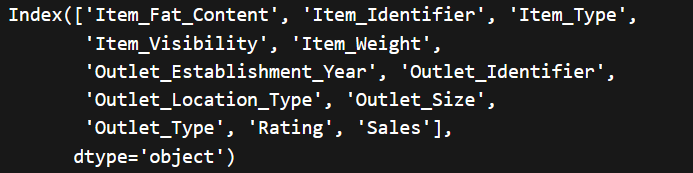 Index(['Item_Fat_Content', 'Item_Identifier', 'Item_Type',
'Item_Visibility', 'Item_Weight',
'Outlet_Establishment_Year', 'Outlet_Identifier',
'Outlet_Location_Type', 'Outlet_Size',
'Outlet_Type', 'Rating', 'Sales'],
dtype='object')